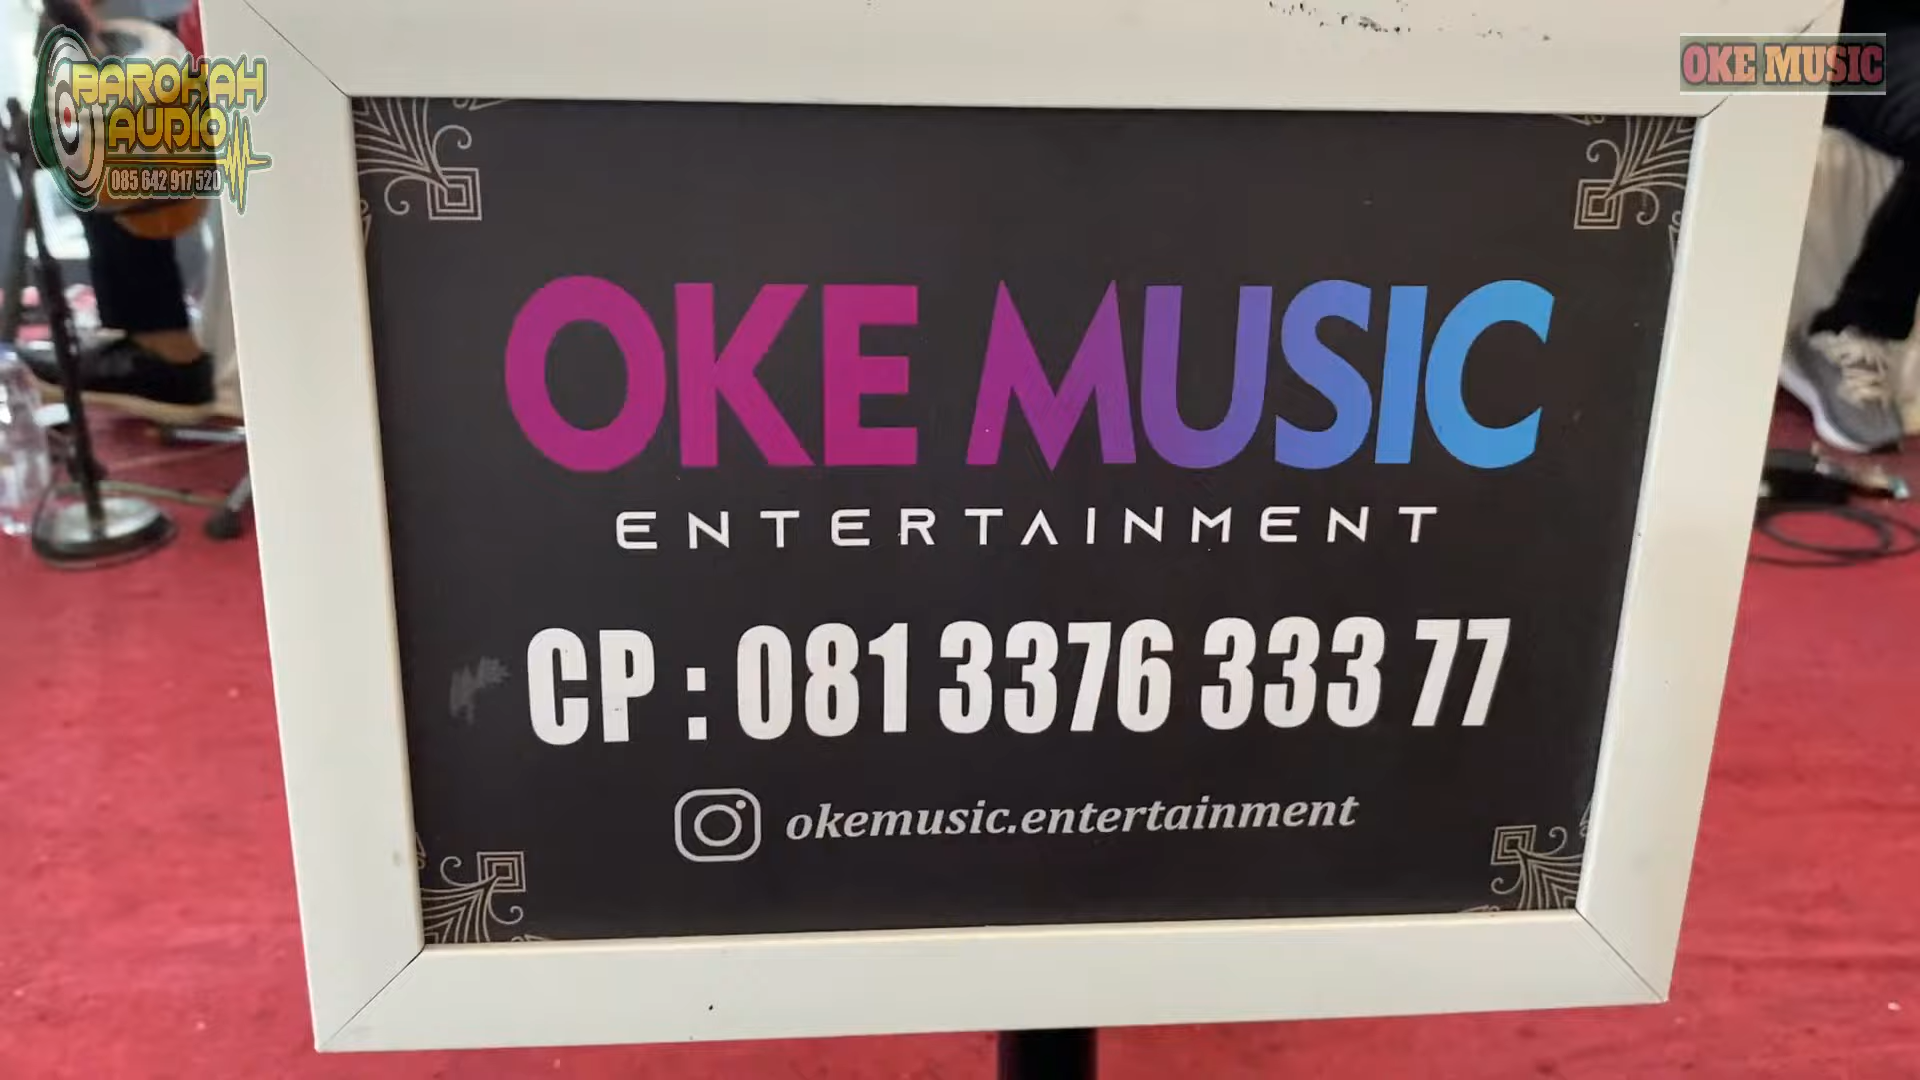 BAROKAH
AUDIO
085 642 917 520
OKE MUSIC
OKE MUSIC
ENTERTAINMENT
CP : 081 3376 333 77
okemusic.entertainment